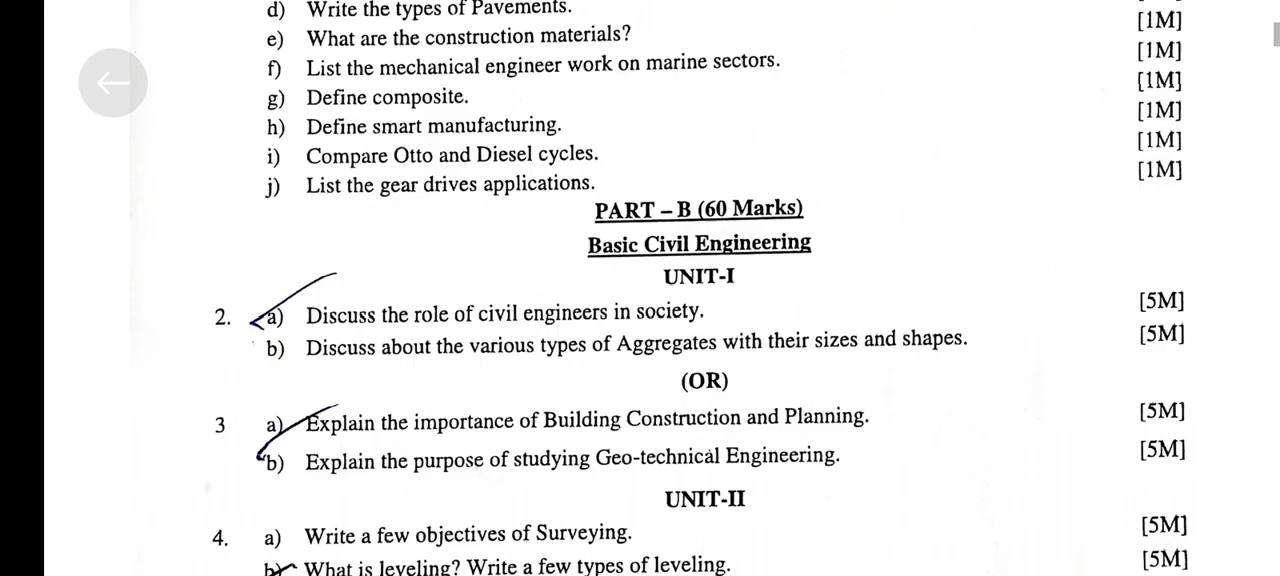 d) Write the types of Pavements.
[1M]
e) What are the construction materials?
[1M]
f) List the mechanical engineer work on marine sectors.
[1M]
g) Define composite.
[1M]
h) Define smart manufacturing.
[1M]
i) Compare Otto and Diesel cycles.
[1M]
j) List the gear drives applications.
PART – B (60 Marks)
Basic Civil Engineering
UNIT-I
2. a) Discuss the role of civil engineers in society. [5M]
b) Discuss about the various types of Aggregates with their sizes and shapes. [5M]
(OR)
3 a) Explain the importance of Building Construction and Planning. [5M]
b) Explain the purpose of studying Geo-technical Engineering. [5M]
UNIT-II
4. a) Write a few objectives of Surveying. [5M]
b) What is leveling? Write a few types of leveling. [5M]